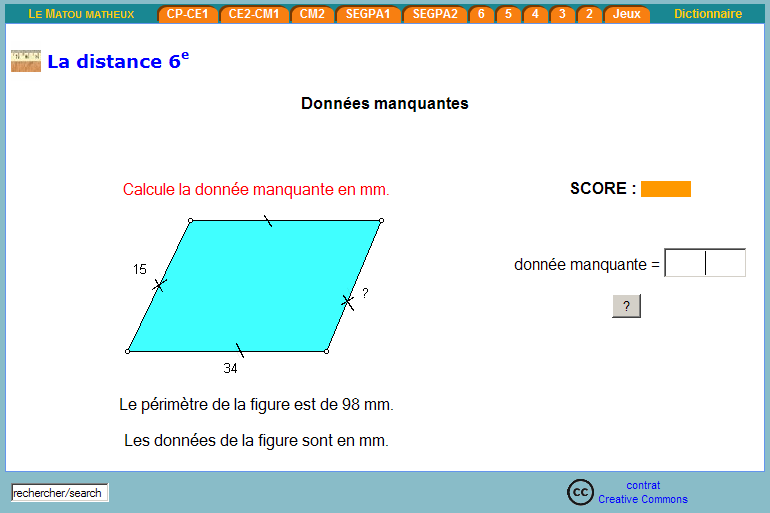 LE MATOU MATHEUX CP-CE1 CE2-CM1 CM2 SEGPA1 SEGPA2 6 5 4 3 2 Jeux Dictionnaire
La distance 6e
Données manquantes
Calcule la donnée manquante en mm.
SCORE :
15
?
34
donnée manquante =
?
Le périmètre de la figure est de 98 mm.
Les données de la figure sont en mm.
rechercher/search
cc
contrat
Creative Commons